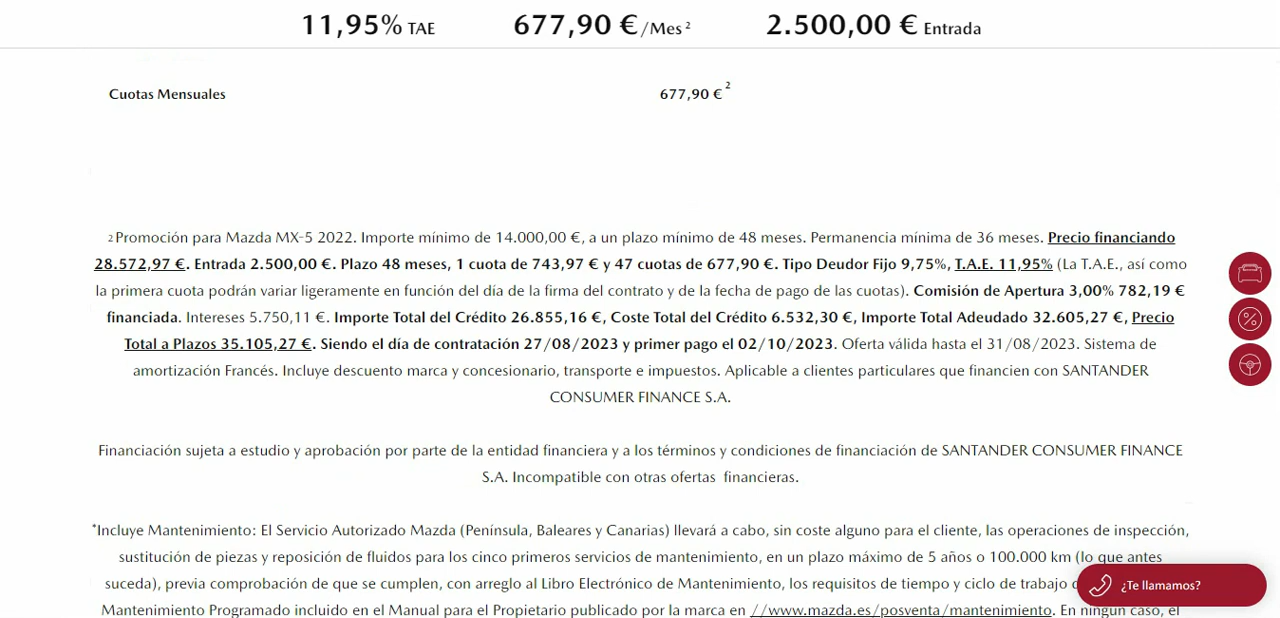 11,95% TAE 677,90 €/Mes ² 2.500,00 € Entrada
Cuotas Mensuales 677,90 € ²
² Promoción para Mazda MX-5 2022. Importe mínimo de 14.000,00 €, a un plazo mínimo de 48 meses. Permanencia mínima de 36 meses. Precio financiando
28.572,97 €. Entrada 2.500,00 €. Plazo 48 meses, 1 cuota de 743,97 € y 47 cuotas de 677,90 €. Tipo Deudor Fijo 9,75%, T.A.E. 11,95% (La T.A.E., así como
la primera cuota podrán variar ligeramente en función del día de la firma del contrato y de la fecha de pago de las cuotas). Comisión de Apertura 3,00% 782,19 €
financiada. Intereses 5.750,11 €. Importe Total del Crédito 26.855,16 €, Coste Total del Crédito 6.532,30 €, Importe Total Adeudado 32.605,27 €, Precio
Total a Plazos 35.105,27 €. Siendo el día de contratación 27/08/2023 y primer pago el 02/10/2023. Oferta válida hasta el 31/08/2023. Sistema de
amortización Francés. Incluye descuento marca y concesionario, transporte e impuestos. Aplicable a clientes particulares que financien con SANTANDER
CONSUMER FINANCE S.A.
Financiación sujeta a estudio y aprobación por parte de la entidad financiera y a los términos y condiciones de financiación de SANTANDER CONSUMER FINANCE
S.A. Incompatible con otras ofertas financieras.
*Incluye Mantenimiento: El Servicio Autorizado Mazda (Península, Baleares y Canarias) llevará a cabo, sin coste alguno para el cliente, las operaciones de inspección,
sustitución de piezas y reposición de fluidos para los cinco primeros servicios de mantenimiento, en un plazo máximo de 5 años o 100.000 km (lo que antes
suceda), previa comprobación de que se cumplen, con arreglo al Libro Electrónico de Mantenimiento, los requisitos de tiempo y ciclo de trabajo
¿Te llamamos?
Mantenimiento Programado incluido en el Manual para el Propietario publicado por la marca en //www.mazda.es/posventa/mantenimiento. En ningún caso, el